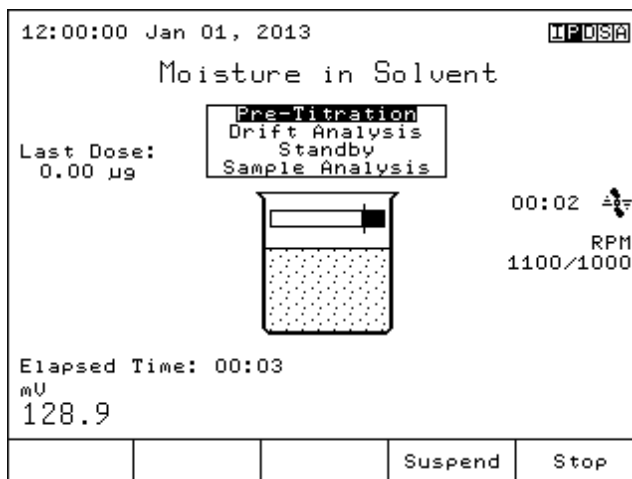 12:00:00 Jan 01, 2013 IPDSA
Moisture in Solvent
Pre-Titration
Drift Analysis
Standby
Sample Analysis
Last Dose:
0.00 µg
00:02
RPM
1100/1000
Elapsed Time: 00:03
mV
128.9
Suspend Stop